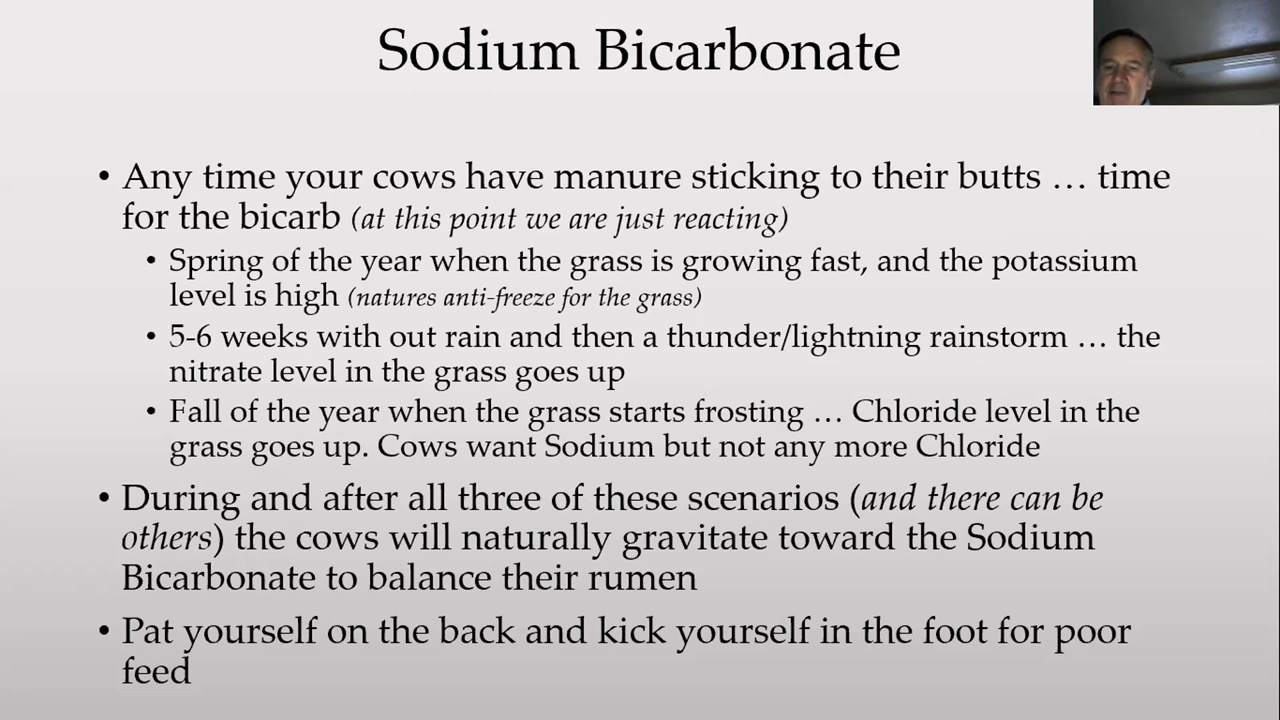 Sodium Bicarbonate
• Any time your cows have manure sticking to their butts … time
for the bicarb (at this point we are just reacting)
• Spring of the year when the grass is growing fast, and the potassium
level is high (natures anti-freeze for the grass)
• 5-6 weeks with out rain and then a thunder/lightning rainstorm … the
nitrate level in the grass goes up
• Fall of the year when the grass starts frosting … Chloride level in the
grass goes up. Cows want Sodium but not any more Chloride
• During and after all three of these scenarios (and there can be
others) the cows will naturally gravitate toward the Sodium
Bicarbonate to balance their rumen
• Pat yourself on the back and kick yourself in the foot for poor
feed